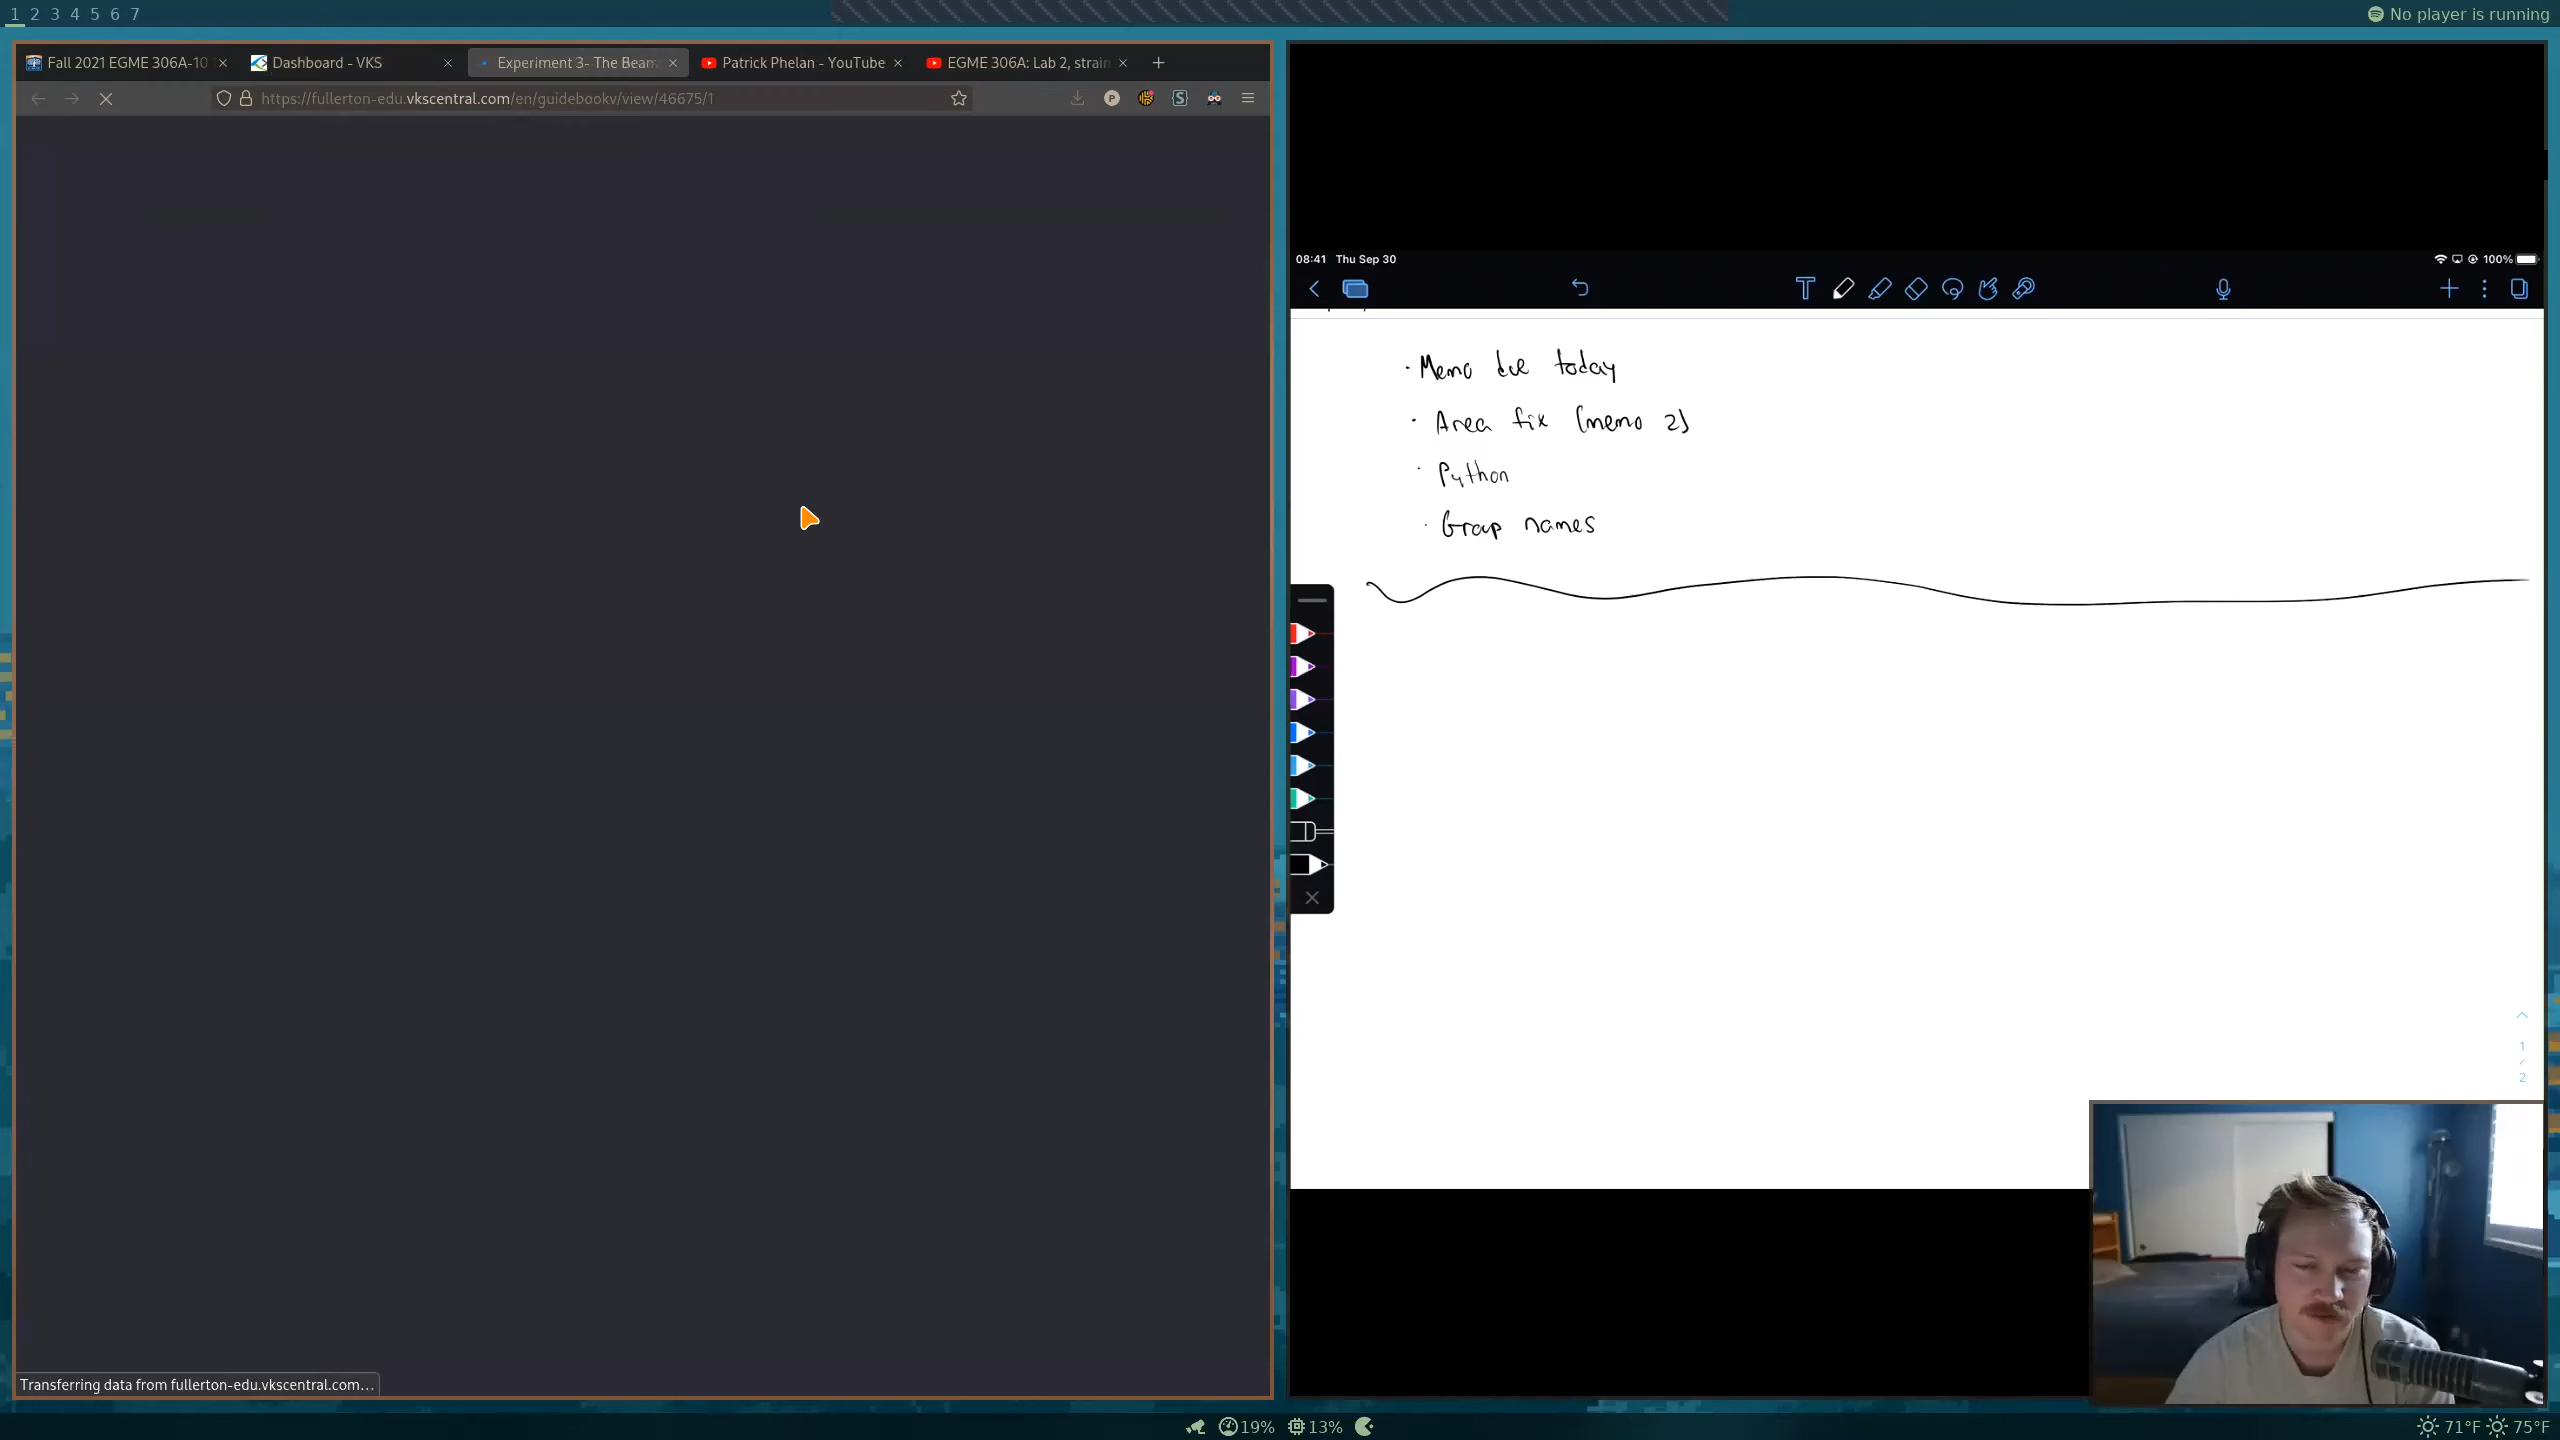 1 2 3 4 5 6 7
No player is running
Fall 2021 EGME 306A-10
Dashboard - VKS
Experiment 3- The Beam
Patrick Phelan - YouTube
EGME 306A: Lab 2, strain
https://fullerton-edu.vkscentral.com/en/guidebookv/view/46675/1
08:41 Thu Sep 30
100%
· Memo due today
· Area fix (memo 2)
· Python
· Group names
1
/
2
Transferring data from fullerton-edu.vkscentral.com…
19% 13%
71°F 75°F